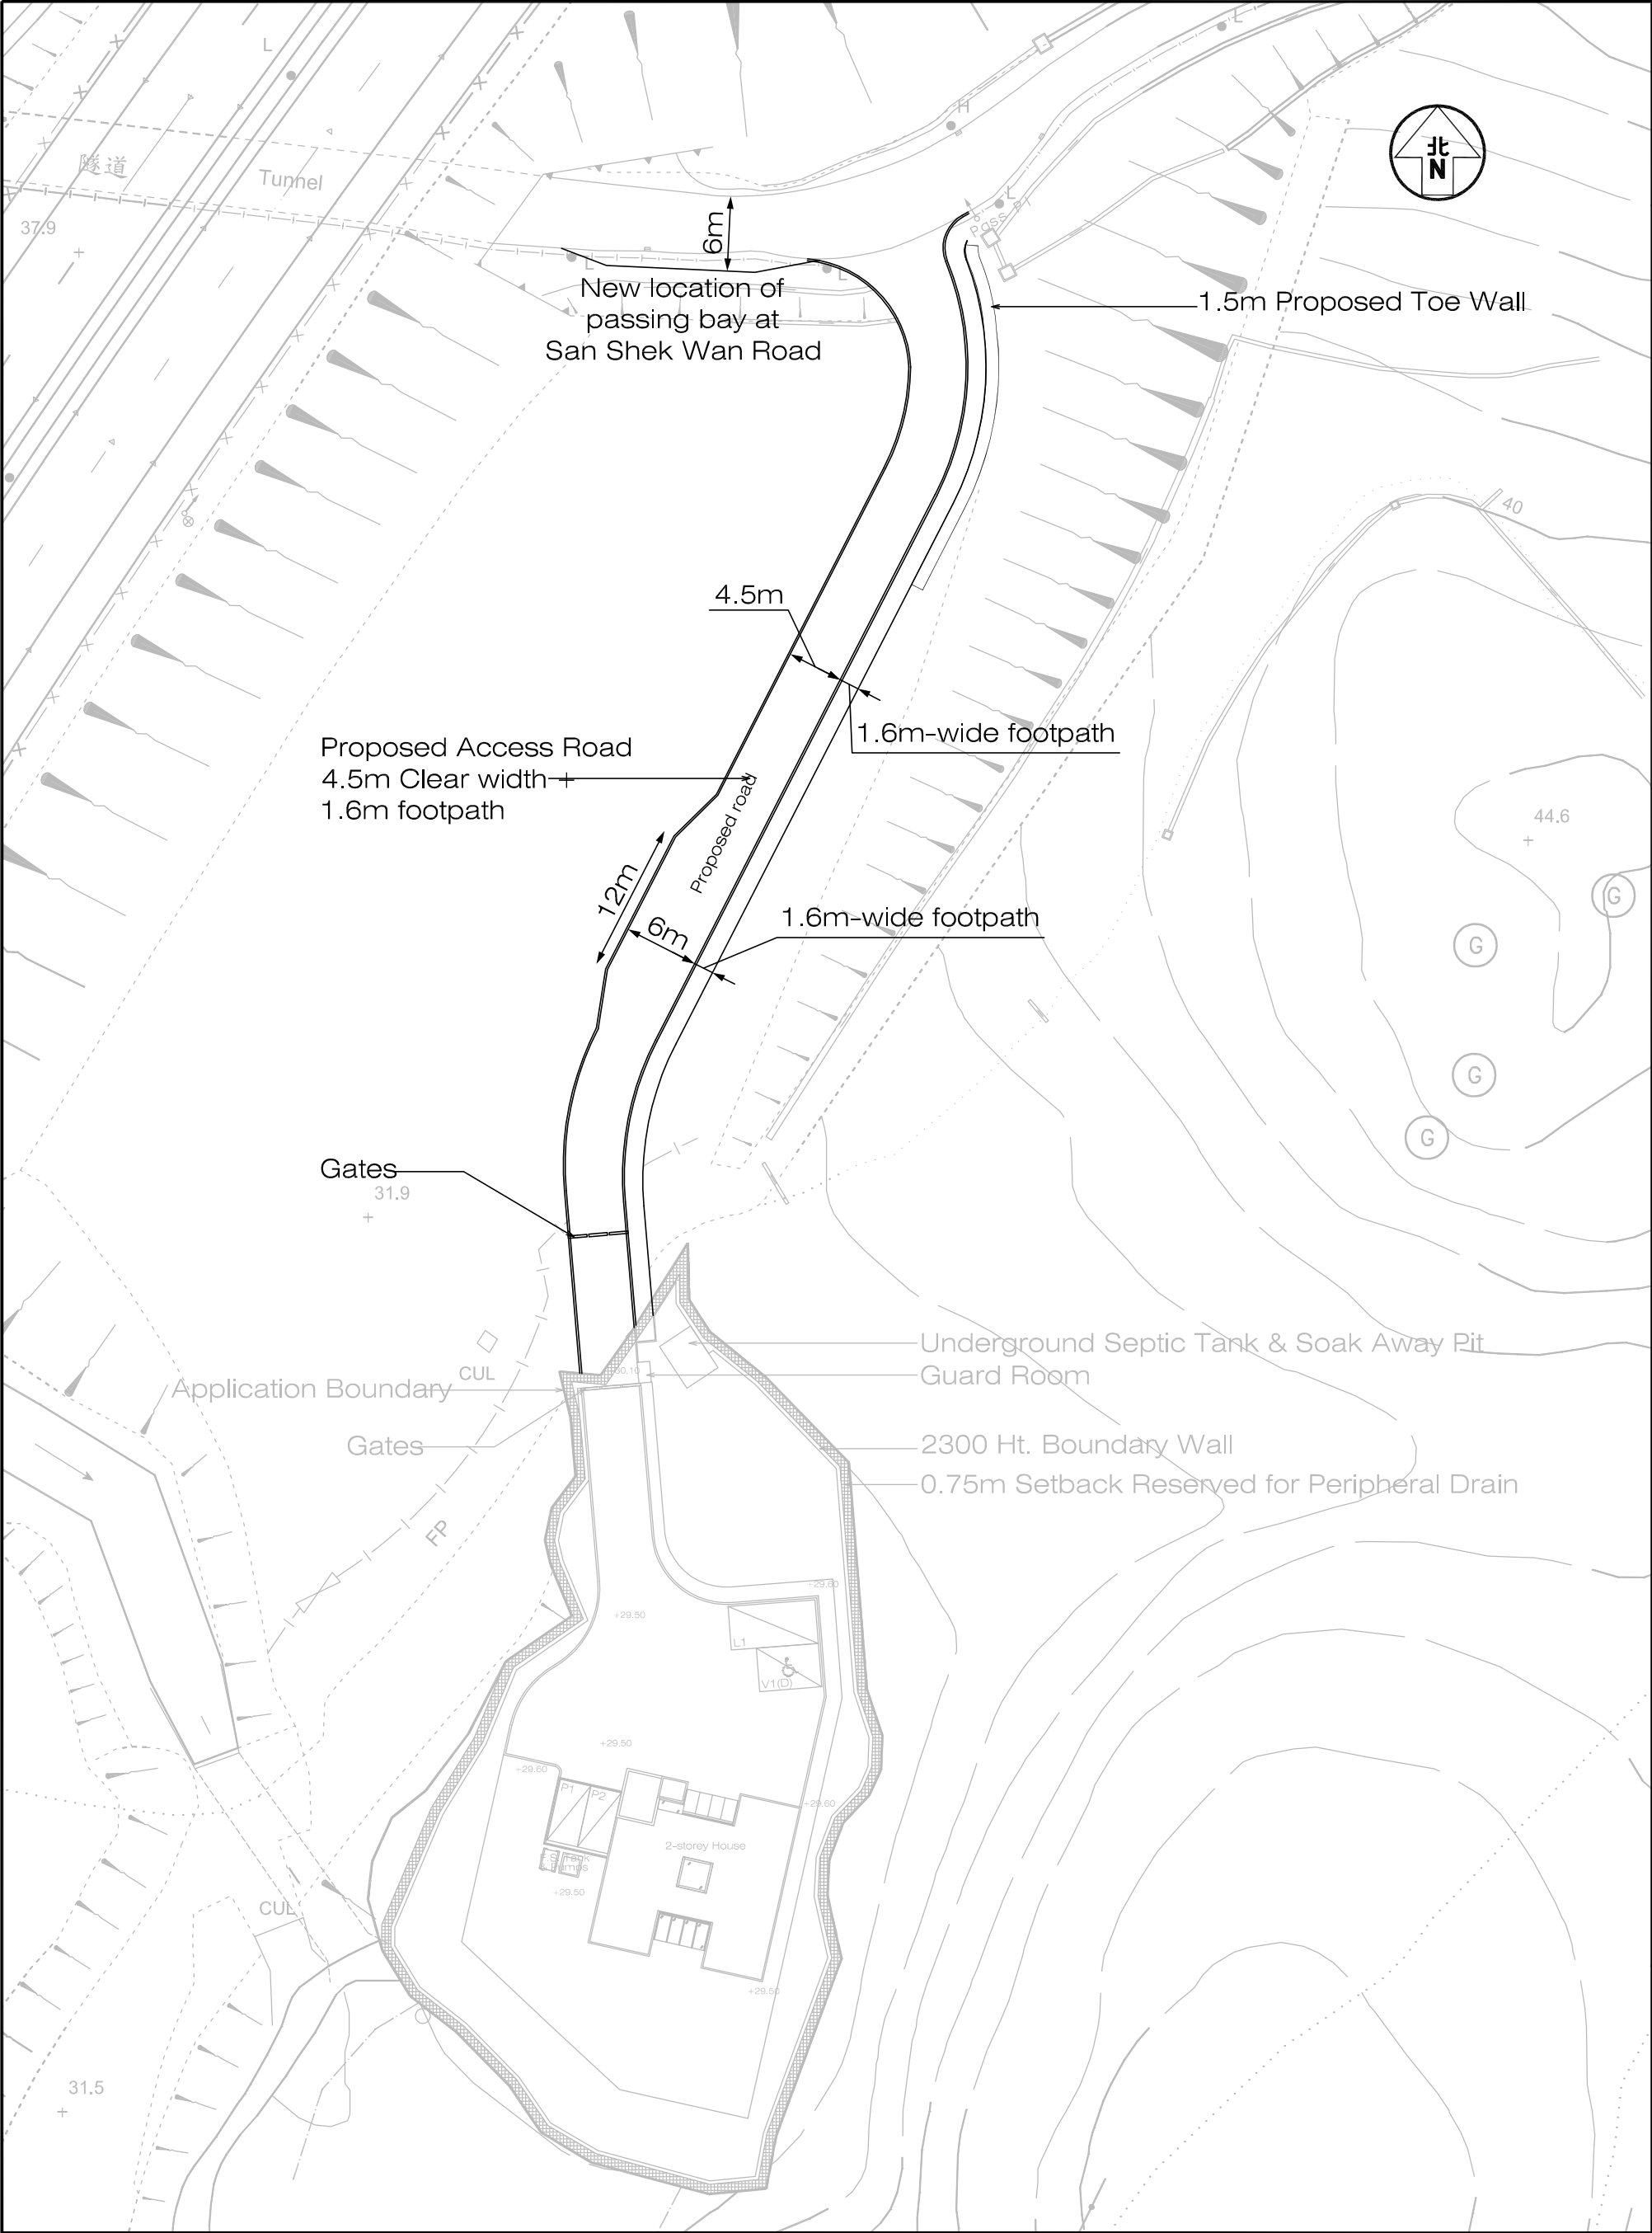 L
L
H
隧道
Tunnel
北
N
37.9
L
6m
L
L
New location of
passing bay at
San Shek Wan Road
1.5m Proposed Toe Wall
40
4.5m
1.6m-wide footpath
Proposed Access Road
4.5m Clear width +
1.6m footpath
Proposed road
44.6
12m
G
6m
1.6m-wide footpath
G
G
G
Gates
31.9
Underground Septic Tank & Soak Away Pit
CUL
Guard Room
Application Boundary
Gates
2300 Ht. Boundary Wall
0.75m Setback Reserved for Peripheral Drain
FP
+29.60
+29.50
L1
V1(D)
+29.50
+29.60
P1
P2
+29.60
2-storey House
+29.50
CUL
+29.50
31.5